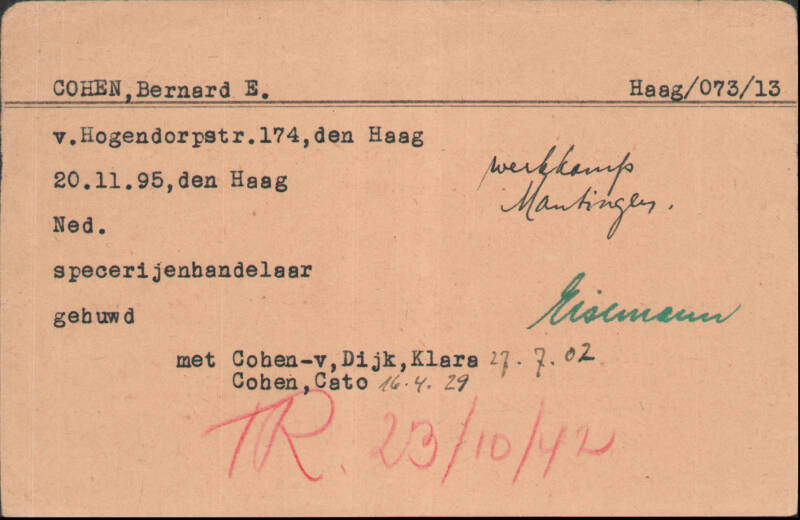 COHEN,Bernard E. Haag/073/13
v.Hogendorpstr.174,den Haag
20.11.95,den Haag
werkkamp
Mantingen.
Ned.
specerijenhandelaar
Eisemann
gehuwd
met Cohen-v,Dijk,Klara 27.7.02
Cohen,Cato 16.4.29
TR. 23/10/42